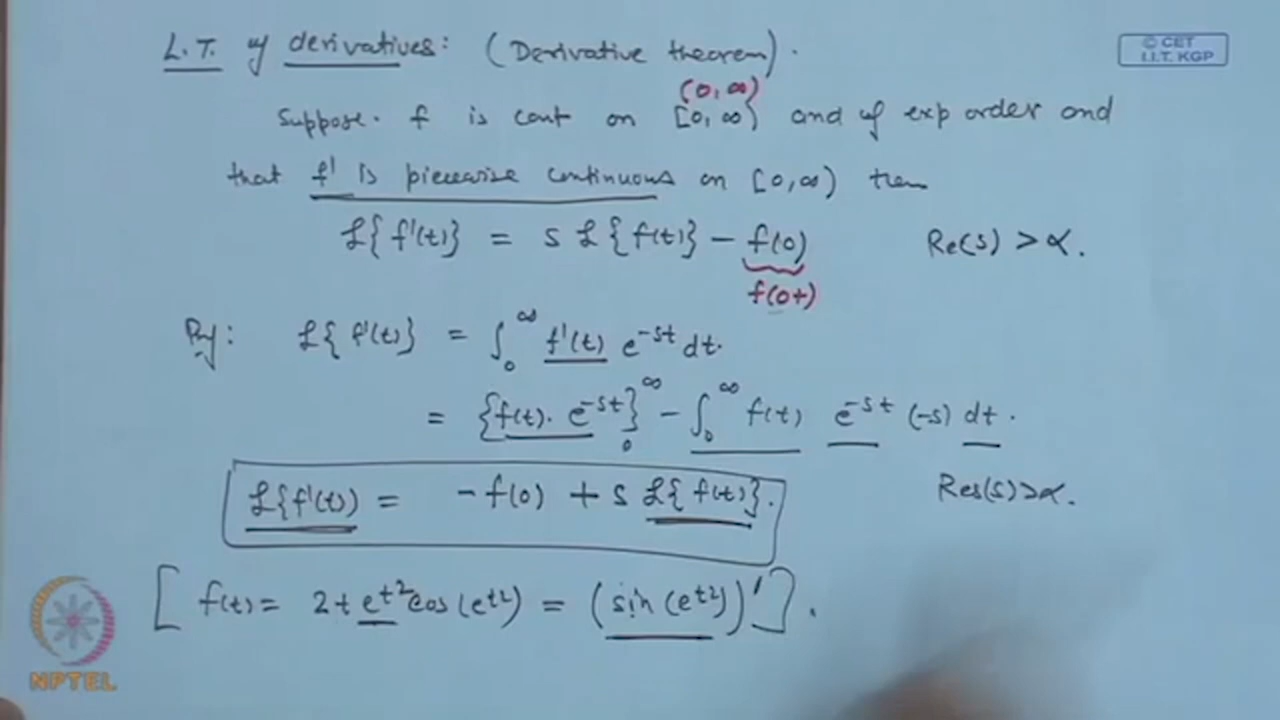 L.T. of derivatives: (Derivative theorem).
© CET
I.I.T. KGP
(0, ∞)
Suppose. f is cont on [0, ∞) and of exp order and
that f' is piecewise continuous on [0, ∞) then
ℒ{f'(t)} = s ℒ{f(t)} - f(0) Re(s) > α.
f(0+)
Prf: ℒ{f'(t)} = ∫₀^∞ f'(t) e^{-st} dt.
= {f(t). e^{-st}}₀^∞ - ∫₀^∞ f(t) e^{-st} (-s) dt.
ℒ{f'(t)) = - f(0) + s ℒ{f(t)}. Res(s) > α.
[ f(t) = 2t e^{t²} cos(e^{t²}) = (sin(e^{t²}))' ].
NPTEL